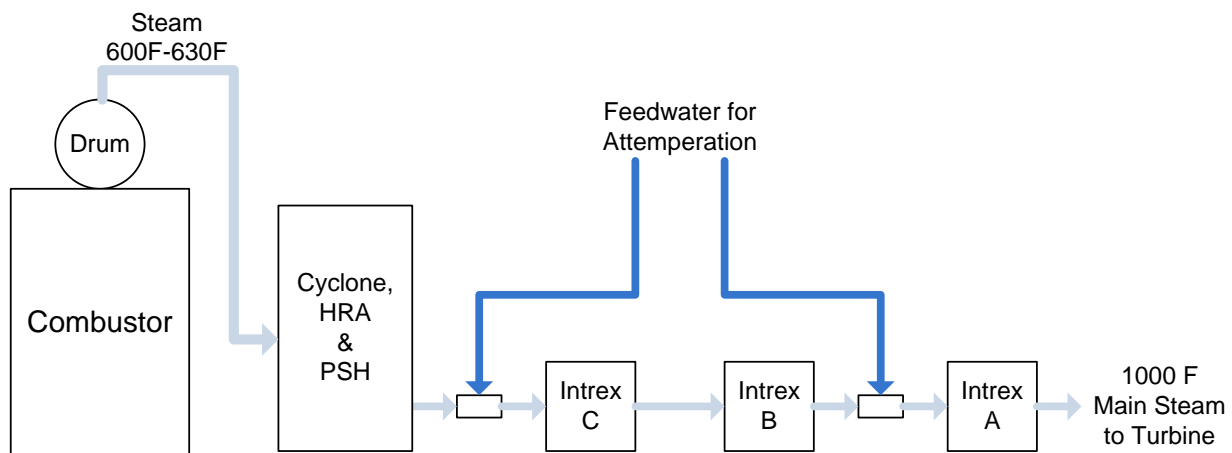 Steam
600F-630F
Drum
Combustor
Cyclone,
HRA
&
PSH
Feedwater for
Attemperation
Intrex
C
Intrex
B
Intrex
A
1000 F
Main Steam
to Turbine